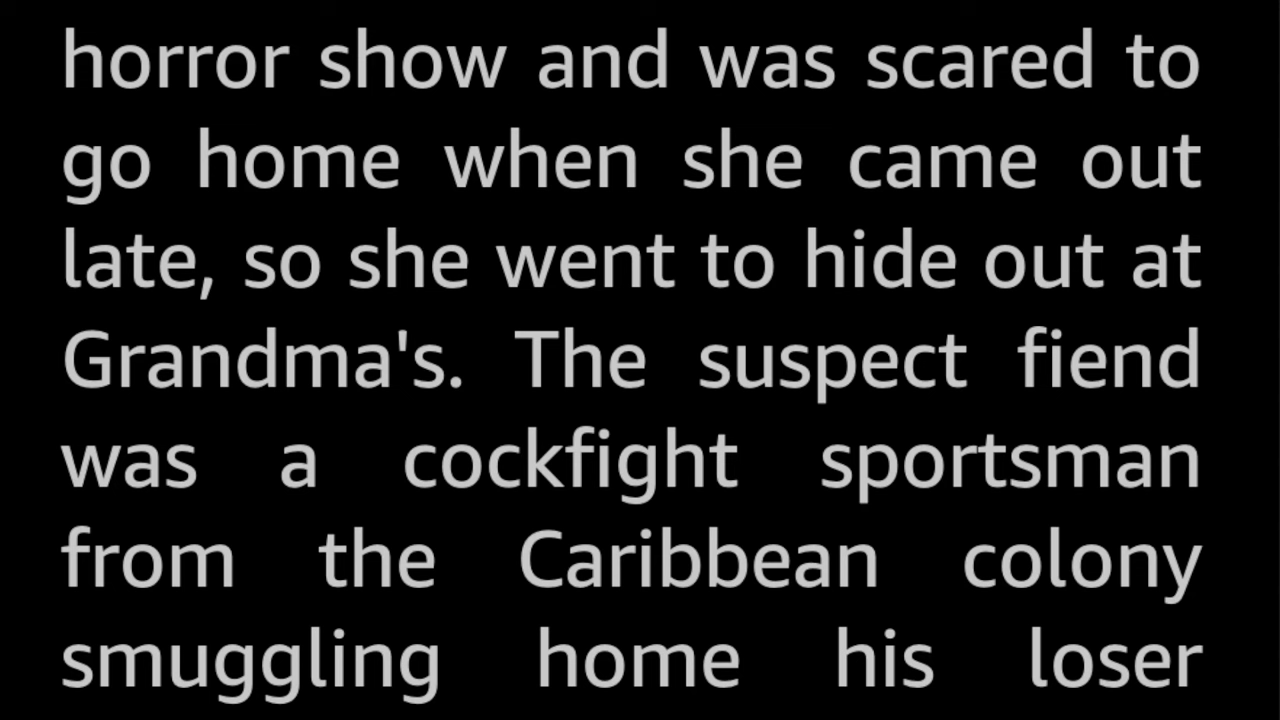 horror show and was scared to
go home when she came out
late, so she went to hide out at
Grandma's. The suspect fiend
was a cockfight sportsman
from the Caribbean colony
smuggling home his loser